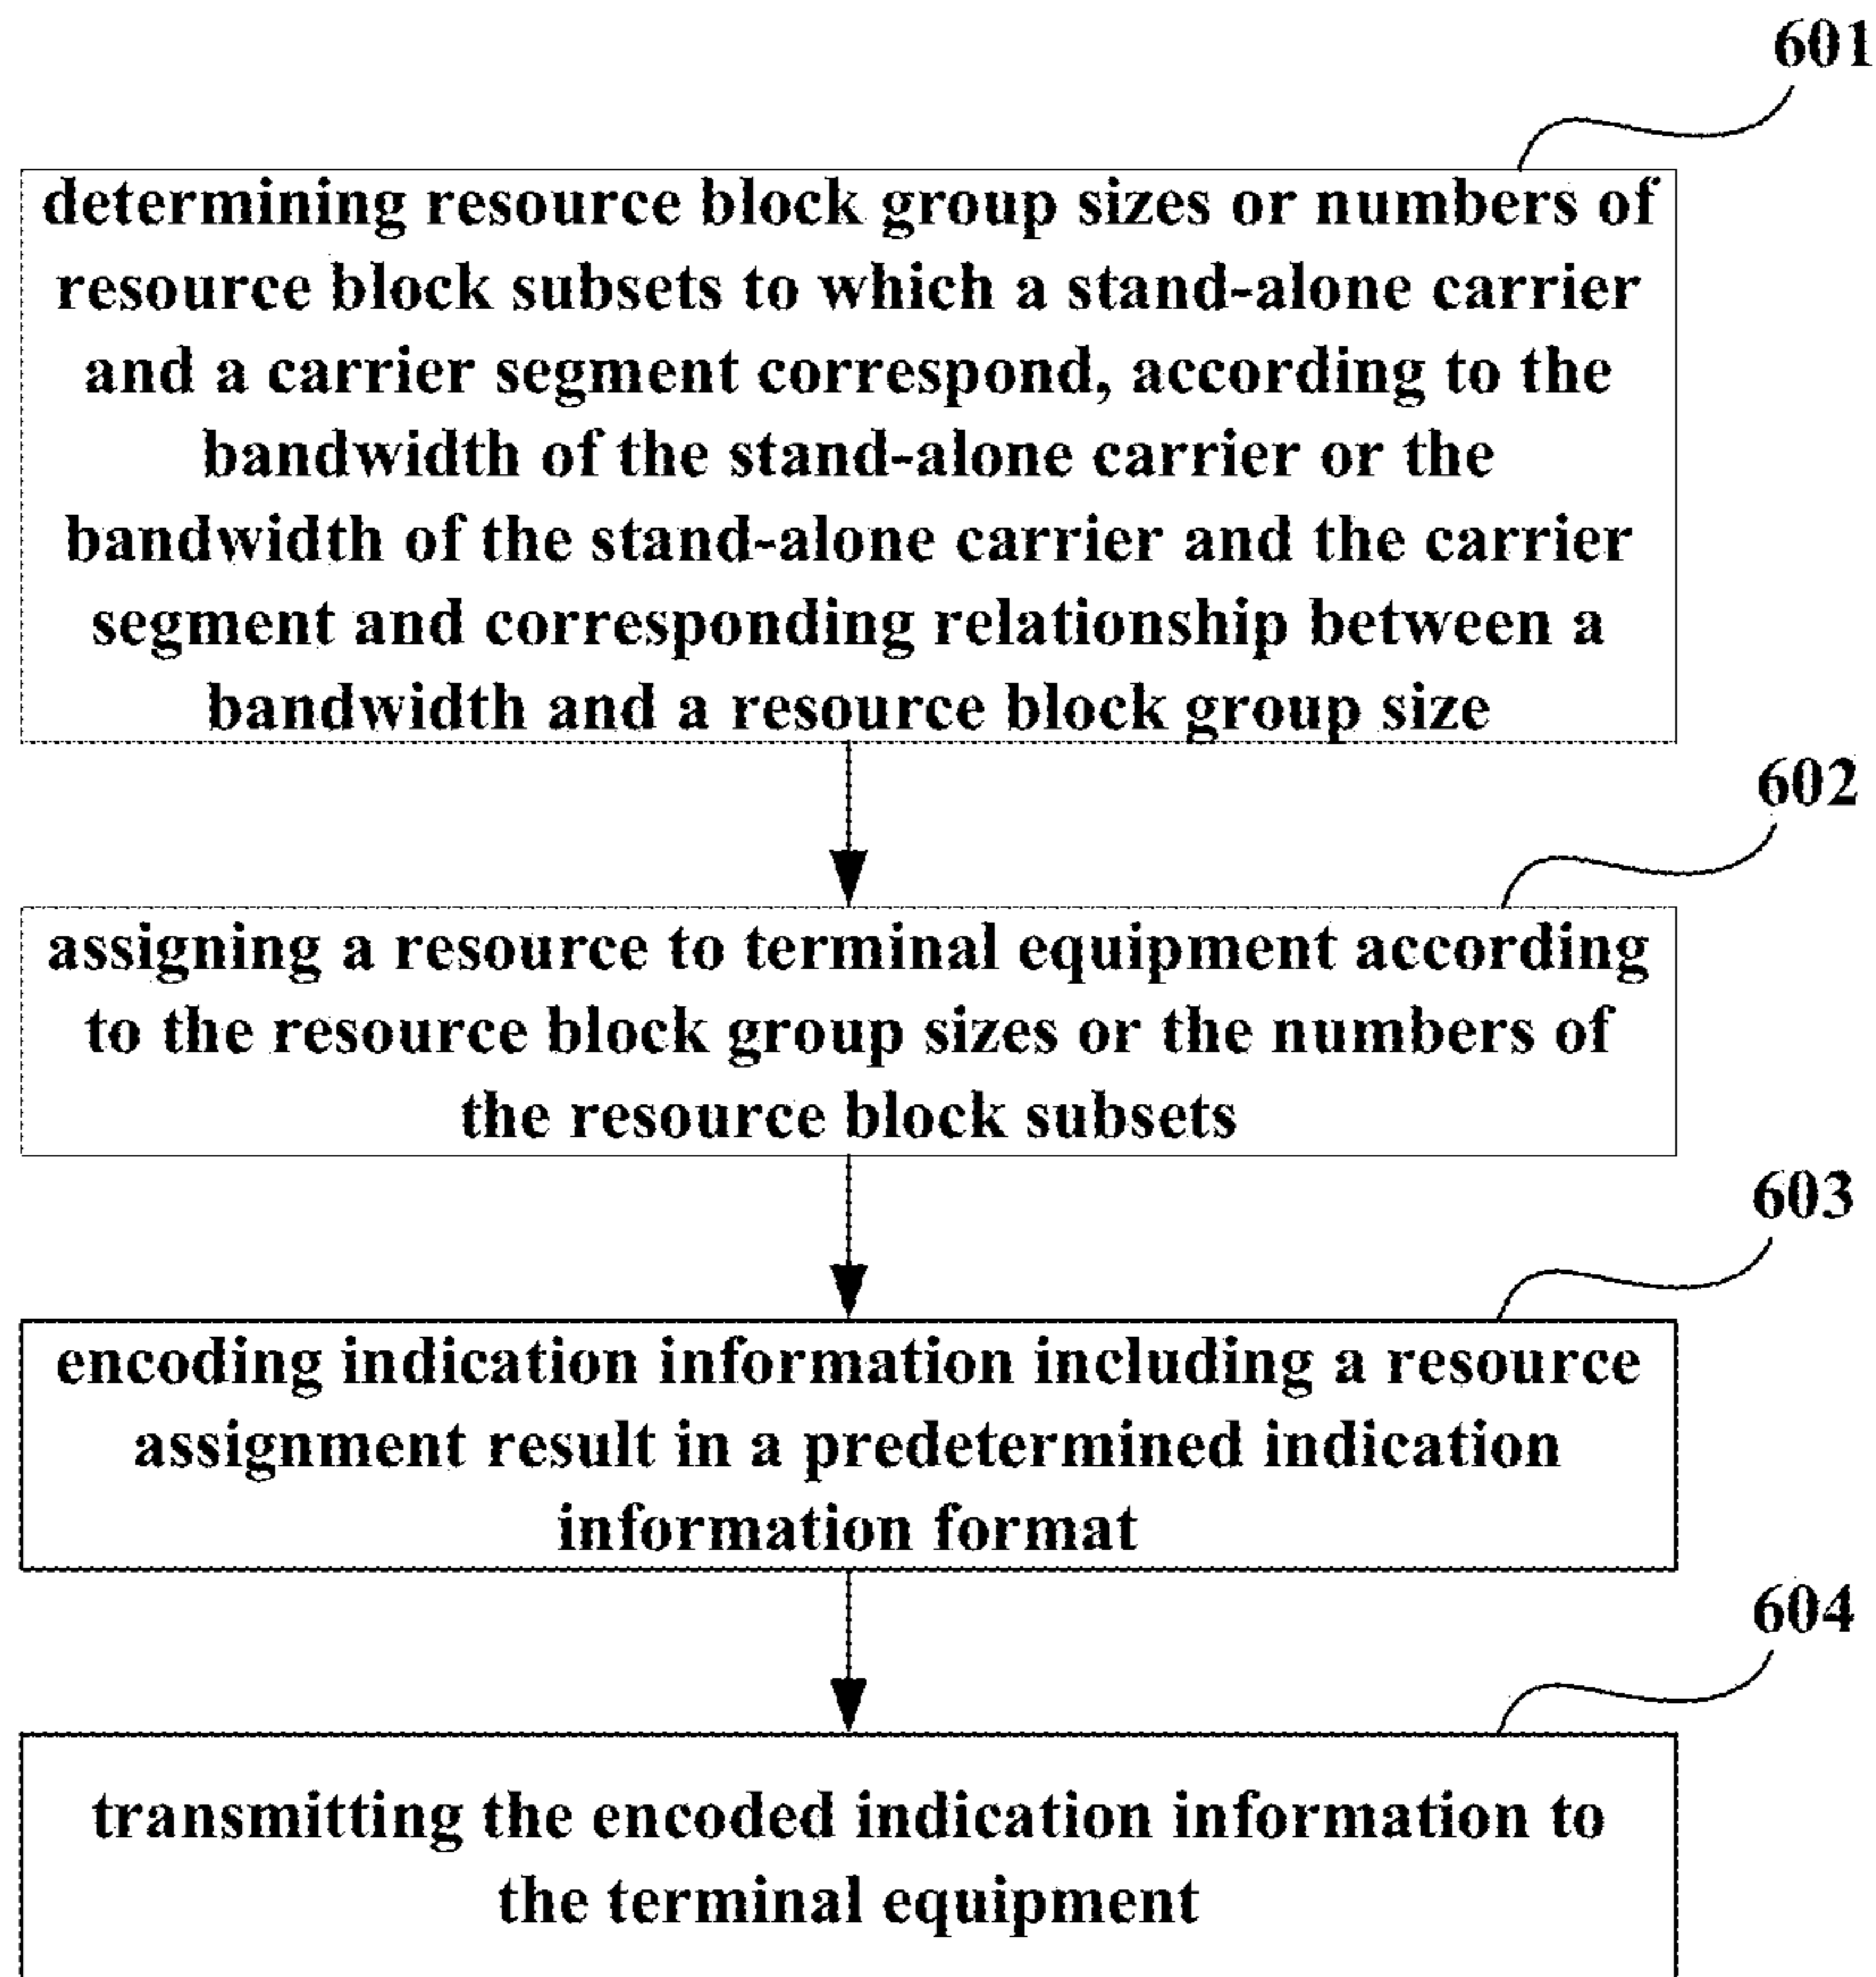 601
determining resource block group sizes or numbers of
resource block subsets to which a stand-alone carrier
and a carrier segment correspond, according to the
bandwidth of the stand-alone carrier or the
bandwidth of the stand-alone carrier and the carrier
segment and corresponding relationship between a
bandwidth and a resource block group size
602
assigning a resource to terminal equipment according
to the resource block group sizes or the numbers of
the resource block subsets
603
encoding indication information including a resource
assignment result in a predetermined indication
information format
604
transmitting the encoded indication information to
the terminal equipment